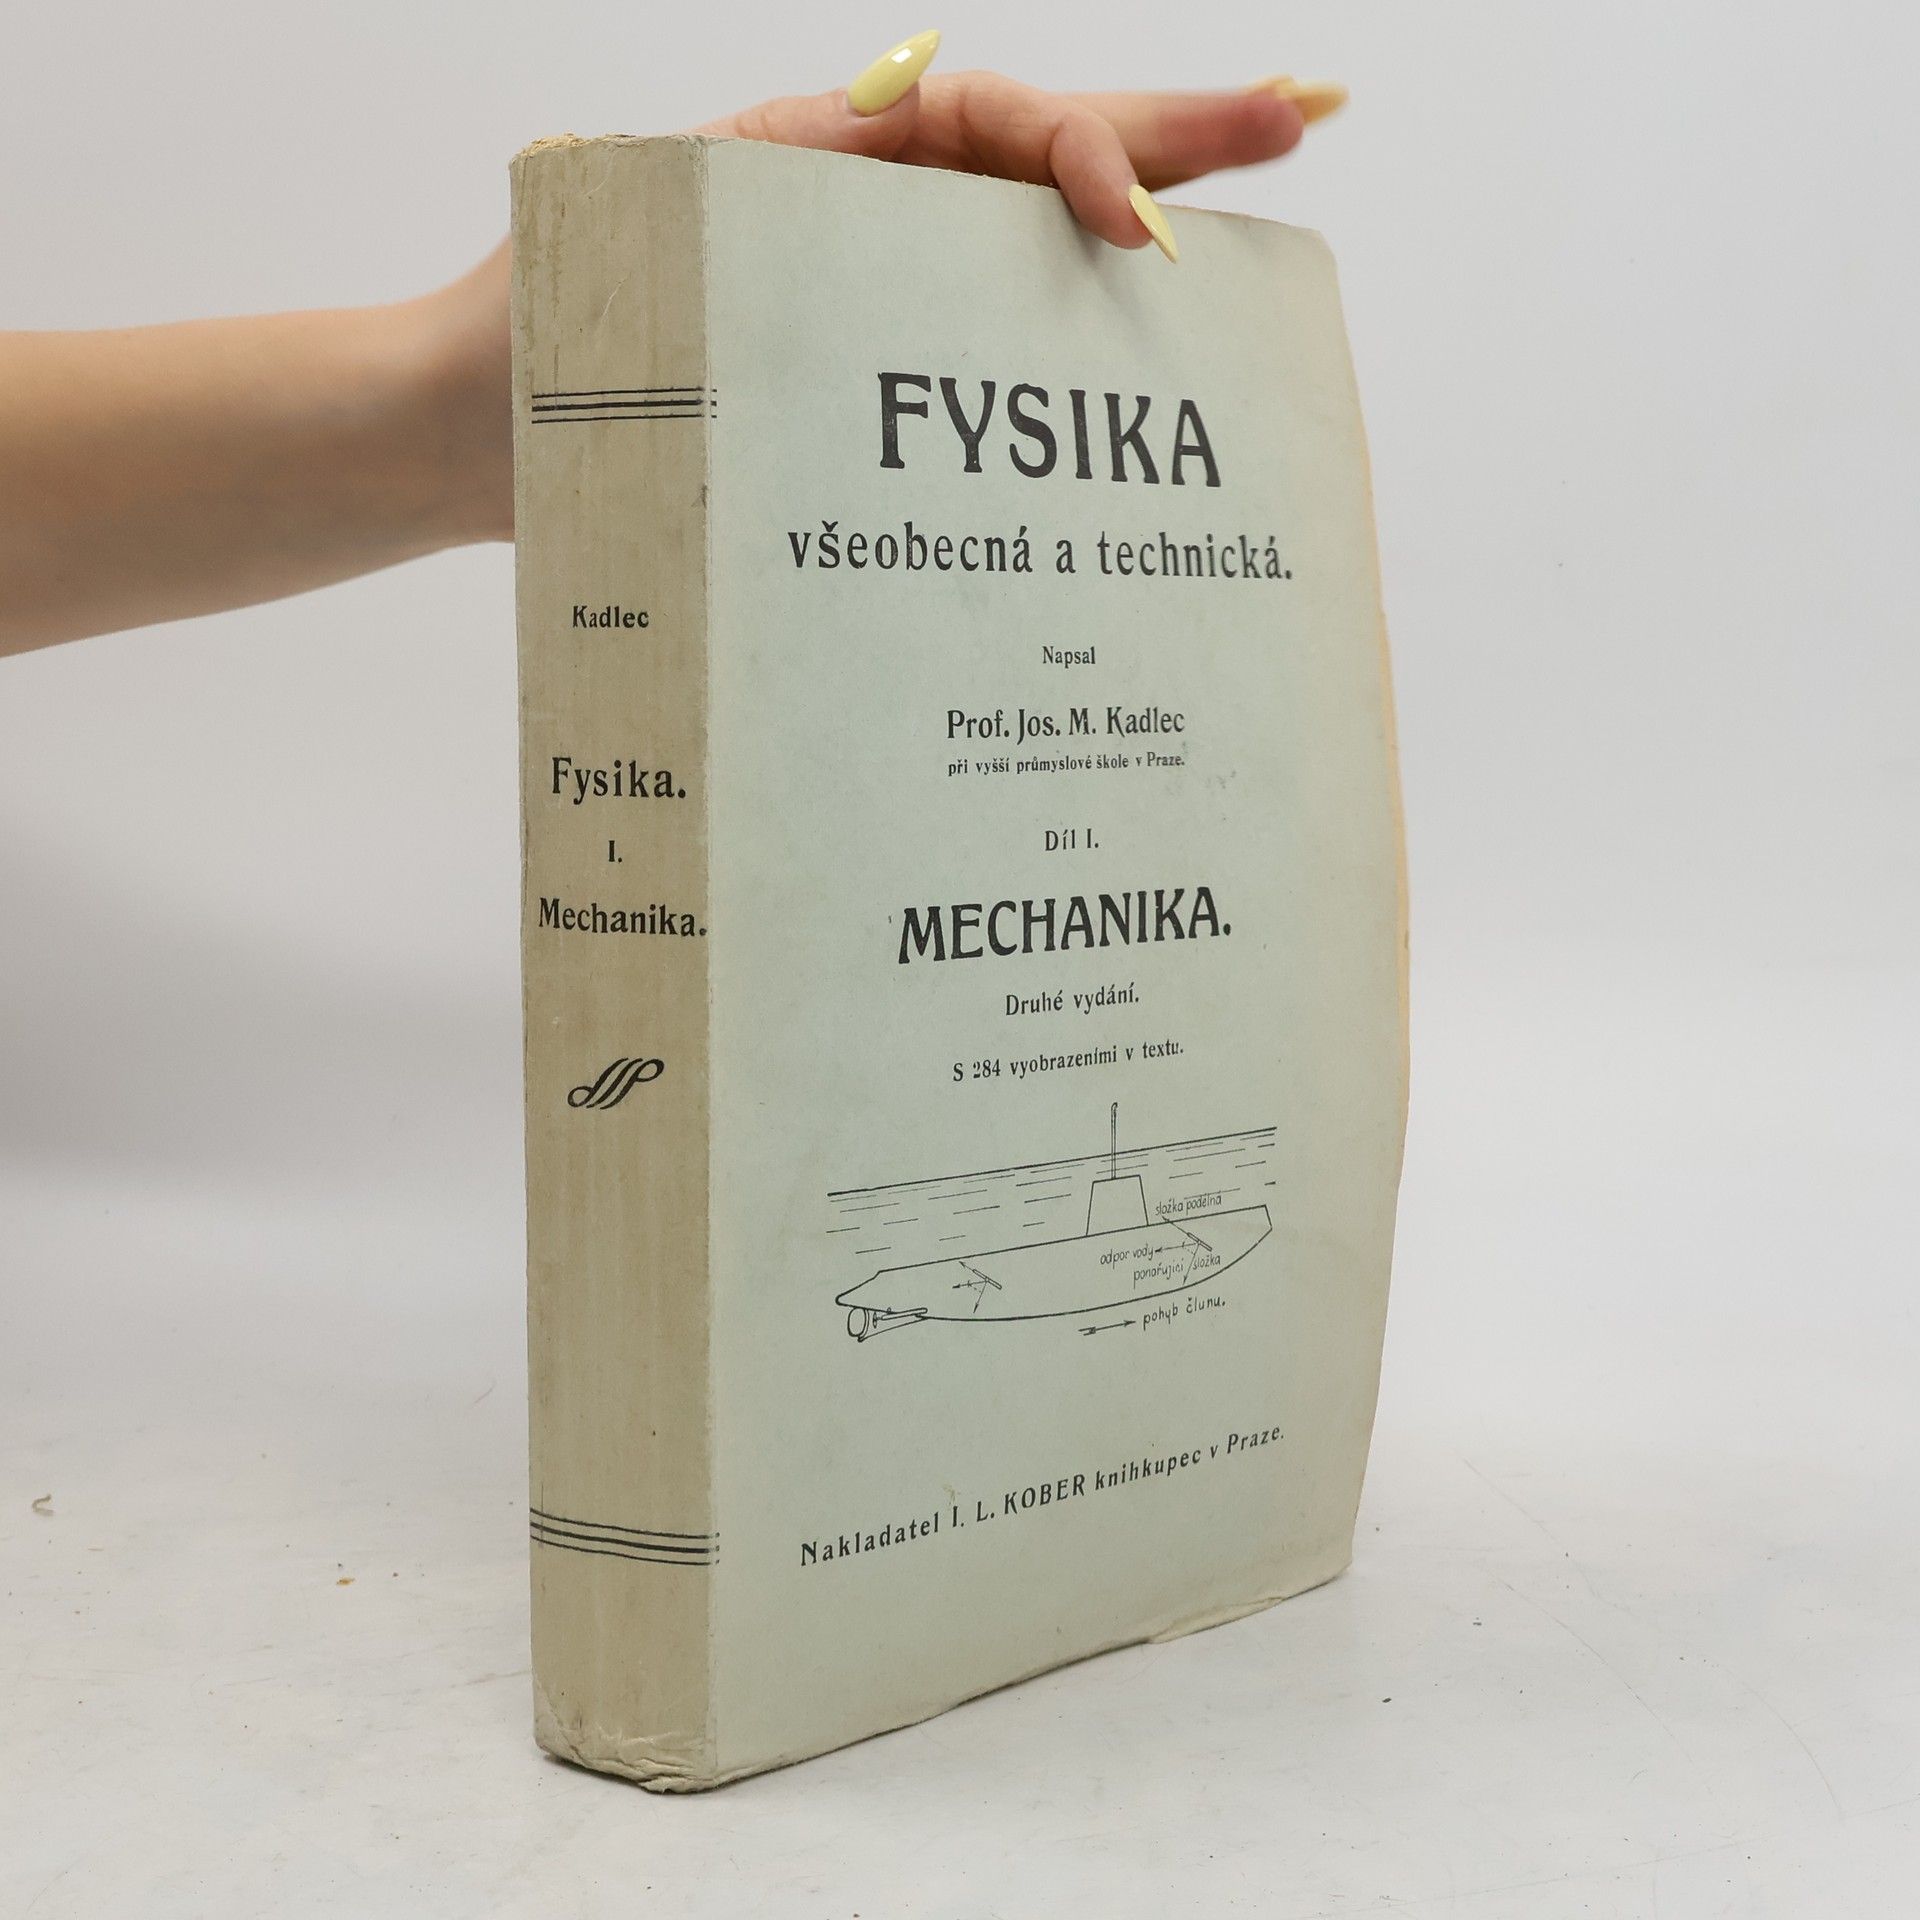 Kadlec
Fysika.
I.
Mechanika.
FYSIKA
všeobecná a technická.
Napsal
Prof. Jos. M. Kadlec
při vyšší průmyslové škole v Praze.
Díl I.
MECHANIKA.
Druhé vydání.
S 284 vyobrazeními v textu.
složka podélná
odpor vody
ponořující složka
pohyb člunu.
Nakladatel I. L. KOBER knihkupec v Praze.